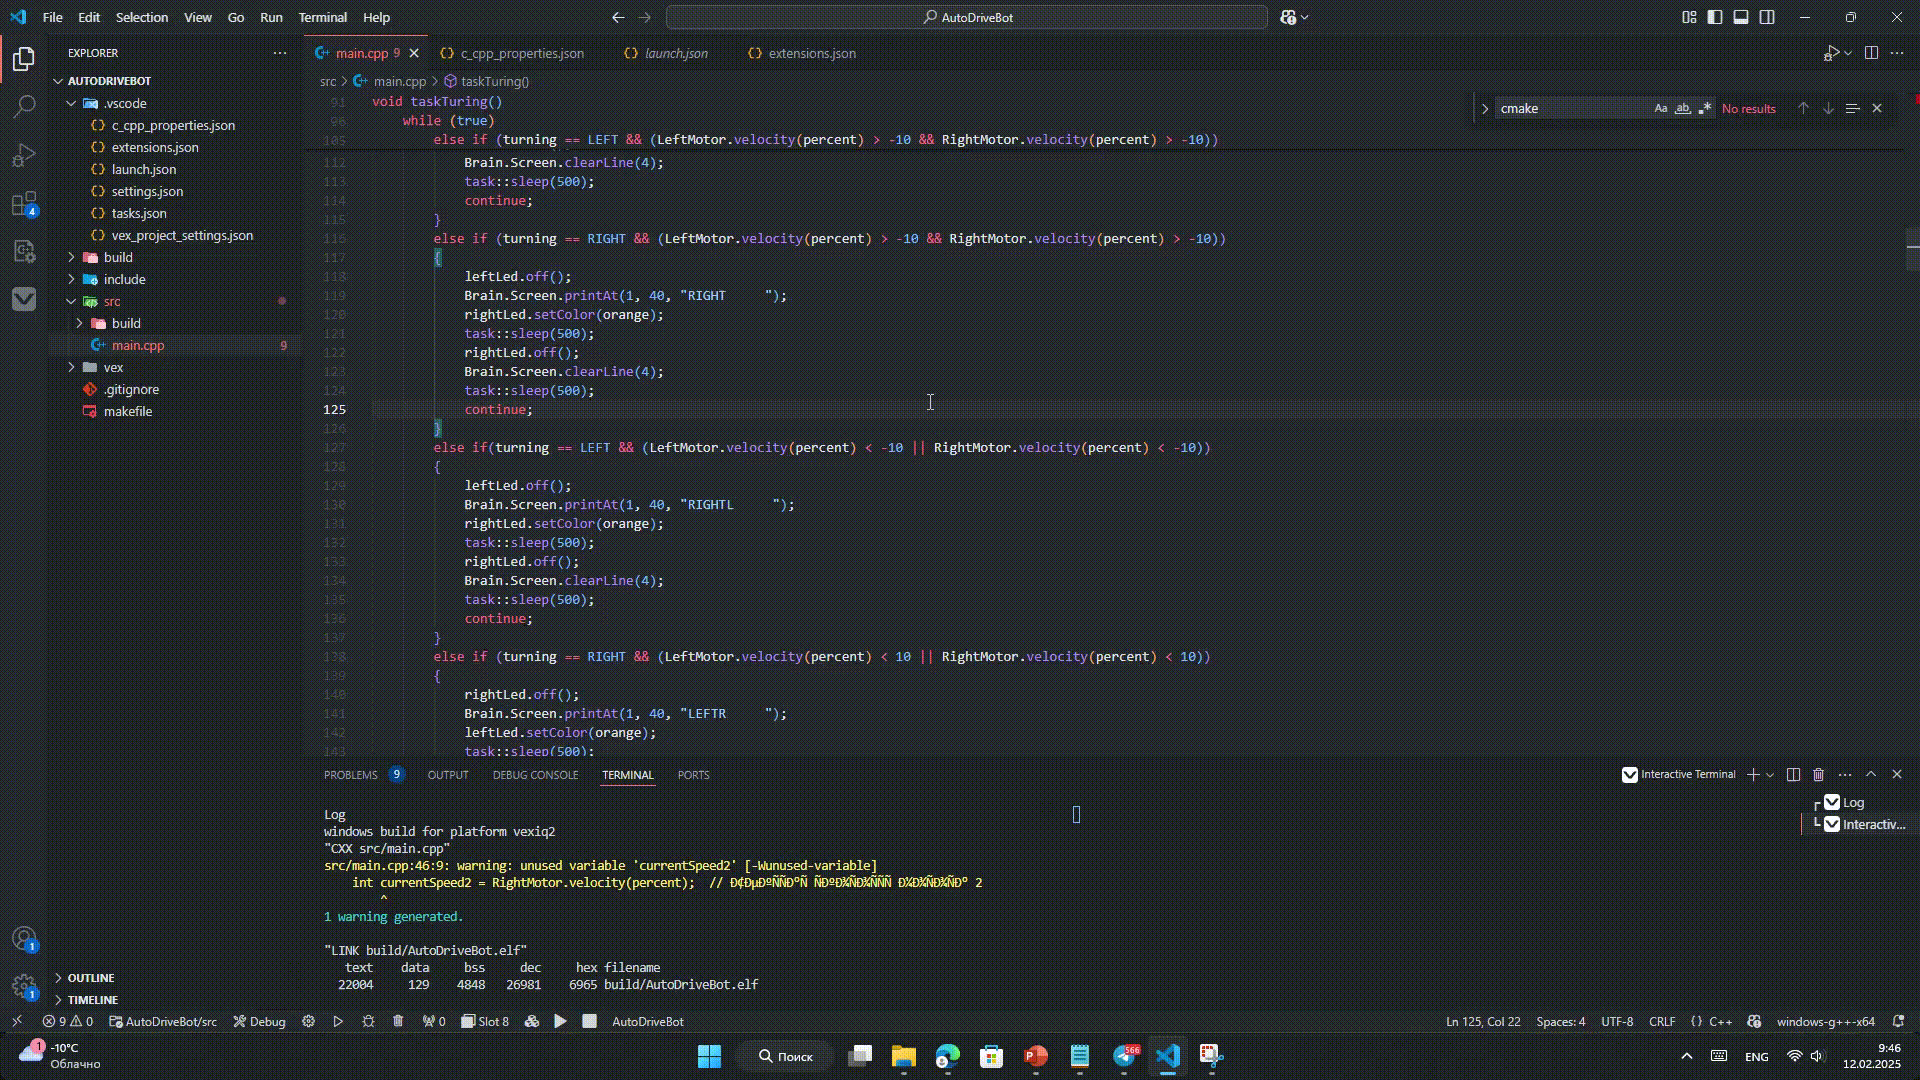 File Edit Selection View Go Run Terminal Help
AutoDriveBot
EXPLORER
AUTODRIVEBOT
.vscode
c_cpp_properties.json
extensions.json
launch.json
settings.json
tasks.json
vex_project_settings.json
build
include
src
build
main.cpp 9
vex
.gitignore
makefile
OUTLINE
TIMELINE
main.cpp 9 c_cpp_properties.json launch.json extensions.json
src main.cpp taskTuring()
cmake Aa ab No results
91 void taskTuring()
96 while (true)
105 else if (turning == LEFT && (LeftMotor.velocity(percent) > -10 && RightMotor.velocity(percent) > -10))
112 Brain.Screen.clearLine(4);
113 task::sleep(500);
114 continue;
115 }
116 else if (turning == RIGHT && (LeftMotor.velocity(percent) > -10 && RightMotor.velocity(percent) > -10))
117 {
118 leftLed.off();
119 Brain.Screen.printAt(1, 40, "RIGHT     ");
120 rightLed.setColor(orange);
121 task::sleep(500);
122 rightLed.off();
123 Brain.Screen.clearLine(4);
124 task::sleep(500);
125 continue;
126 }
127 else if(turning == LEFT && (LeftMotor.velocity(percent) < -10 || RightMotor.velocity(percent) < -10))
128 {
129 leftLed.off();
130 Brain.Screen.printAt(1, 40, "RIGHTL     ");
131 rightLed.setColor(orange);
132 task::sleep(500);
133 rightLed.off();
134 Brain.Screen.clearLine(4);
135 task::sleep(500);
136 continue;
137 }
138 else if (turning == RIGHT && (LeftMotor.velocity(percent) < 10 || RightMotor.velocity(percent) < 10))
139 {
140 rightLed.off();
141 Brain.Screen.printAt(1, 40, "LEFTR     ");
142 leftLed.setColor(orange);
143 task::sleep(500);
PROBLEMS 9 OUTPUT DEBUG CONSOLE TERMINAL PORTS
Interactive Terminal
Log
Interactiv...
Log
windows build for platform vexiq2
"CXX src/main.cpp"
src/main.cpp:46:9: warning: unused variable 'currentSpeed2' [-Wunused-variable]
int currentSpeed2 = RightMotor.velocity(percent);  // 2
^
1 warning generated.
"LINK build/AutoDriveBot.elf"
text data bss dec hex filename
22004 129 4848 26981 6965 build/AutoDriveBot.elf
9 0 AutoDriveBot/src Debug 0 Slot 8 AutoDriveBot
Ln 125, Col 22 Spaces: 4 UTF-8 CRLF {} C++ windows-g++-x64
4
1
1
1
-10°C
Облачно
Поиск
566
ENG
9:46
12.02.2025